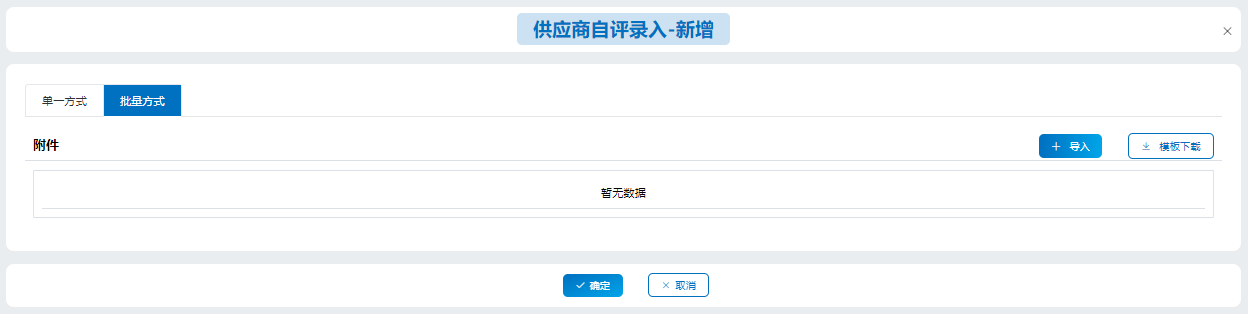 供应商自评录入-新增
单一方式 批量方式
附件 导入 模板下载
暂无数据
确定 取消